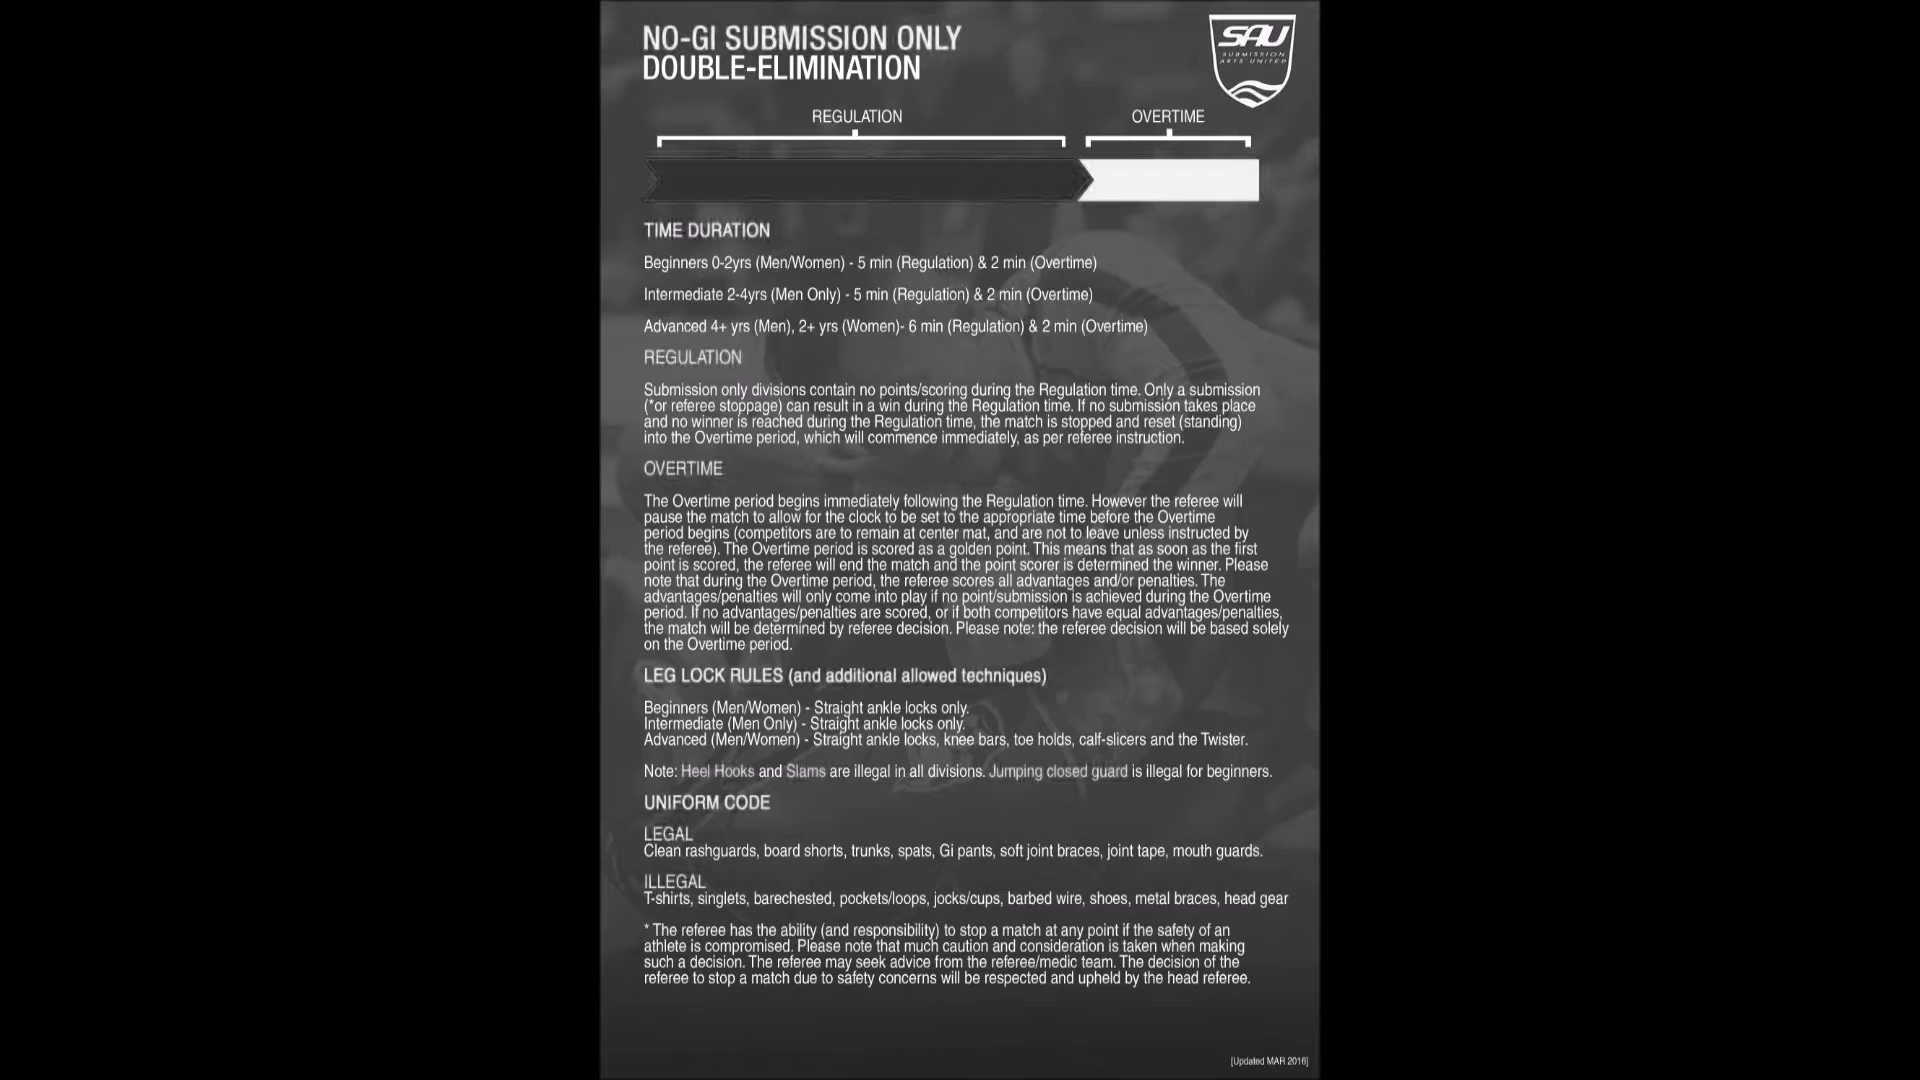 NO-GI SUBMISSION ONLY
DOUBLE-ELIMINATION
SAU
SUBMISSION
ARTS UNITED
REGULATION
OVERTIME
TIME DURATION
Beginners 0-2yrs (Men/Women) - 5 min (Regulation) & 2 min (Overtime)
Intermediate 2-4yrs (Men Only) - 5 min (Regulation) & 2 min (Overtime)
Advanced 4+ yrs (Men), 2+ yrs (Women)- 6 min (Regulation) & 2 min (Overtime)
REGULATION
Submission only divisions contain no points/scoring during the Regulation time. Only a submission
(*or referee stoppage) can result in a win during the Regulation time. If no submission takes place
and no winner is reached during the Regulation time, the match is stopped and reset (standing)
into the Overtime period, which will commence immediately, as per referee instruction.
OVERTIME
The Overtime period begins immediately following the Regulation time. However the referee will
pause the match to allow for the clock to be set to the appropriate time before the Overtime
period begins (competitors are to remain at center mat, and are not to leave unless instructed by
the referee). The Overtime period is scored as a golden point. This means that as soon as the first
point is scored, the referee will end the match and the point scorer is determined the winner. Please
note that during the Overtime period, the referee scores all advantages and/or penalties. The
advantages/penalties will only come into play if no point/submission is achieved during the Overtime
period. If no advantages/penalties are scored, or if both competitors have equal advantages/penalties,
the match will be determined by referee decision. Please note: the referee decision will be based solely
on the Overtime period.
LEG LOCK RULES (and additional allowed techniques)
Beginners (Men/Women) - Straight ankle locks only.
Intermediate (Men Only) - Straight ankle locks only.
Advanced (Men/Women) - Straight ankle locks, knee bars, toe holds, calf-slicers and the Twister.
Note: Heel Hooks and Slams are illegal in all divisions. Jumping closed guard is illegal for beginners.
UNIFORM CODE
LEGAL
Clean rashguards, board shorts, trunks, spats, Gi pants, soft joint braces, joint tape, mouth guards.
ILLEGAL
T-shirts, singlets, barechested, pockets/loops, jocks/cups, barbed wire, shoes, metal braces, head gear
* The referee has the ability (and responsibility) to stop a match at any point if the safety of an
athlete is compromised. Please note that much caution and consideration is taken when making
such a decision. The referee may seek advice from the referee/medic team. The decision of the
referee to stop a match due to safety concerns will be respected and upheld by the head referee.
[Updated MAR 2016]